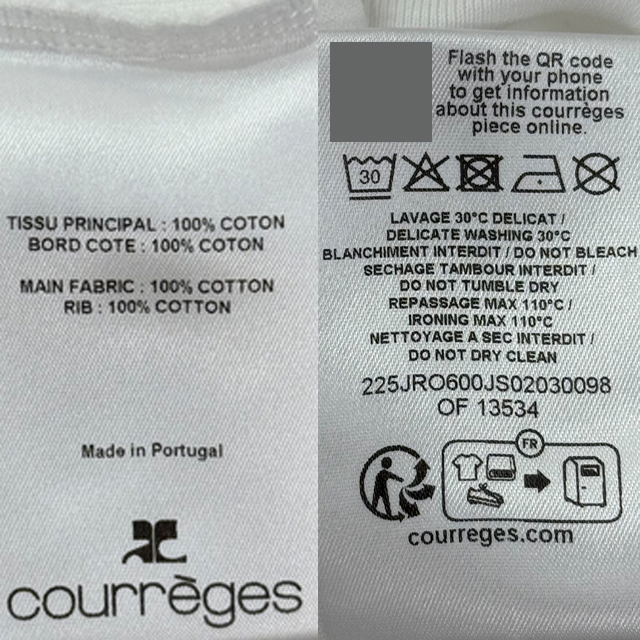 TISSU PRINCIPAL : 100% COTON
BORD COTE : 100% COTON
MAIN FABRIC : 100% COTTON
RIB : 100% COTTON
Made in Portugal
courrèges
Flash the QR code
with your phone
to get information
about this courrèges
piece online.
30
LAVAGE 30°C DELICAT /
DELICATE WASHING 30°C
BLANCHIMENT INTERDIT / DO NOT BLEACH
SECHAGE TAMBOUR INTERDIT /
DO NOT TUMBLE DRY
REPASSAGE MAX 110°C /
IRONING MAX 110°C
NETTOYAGE A SEC INTERDIT /
DO NOT DRY CLEAN
225JRO600JS02030098
OF 13534
FR
courreges.com